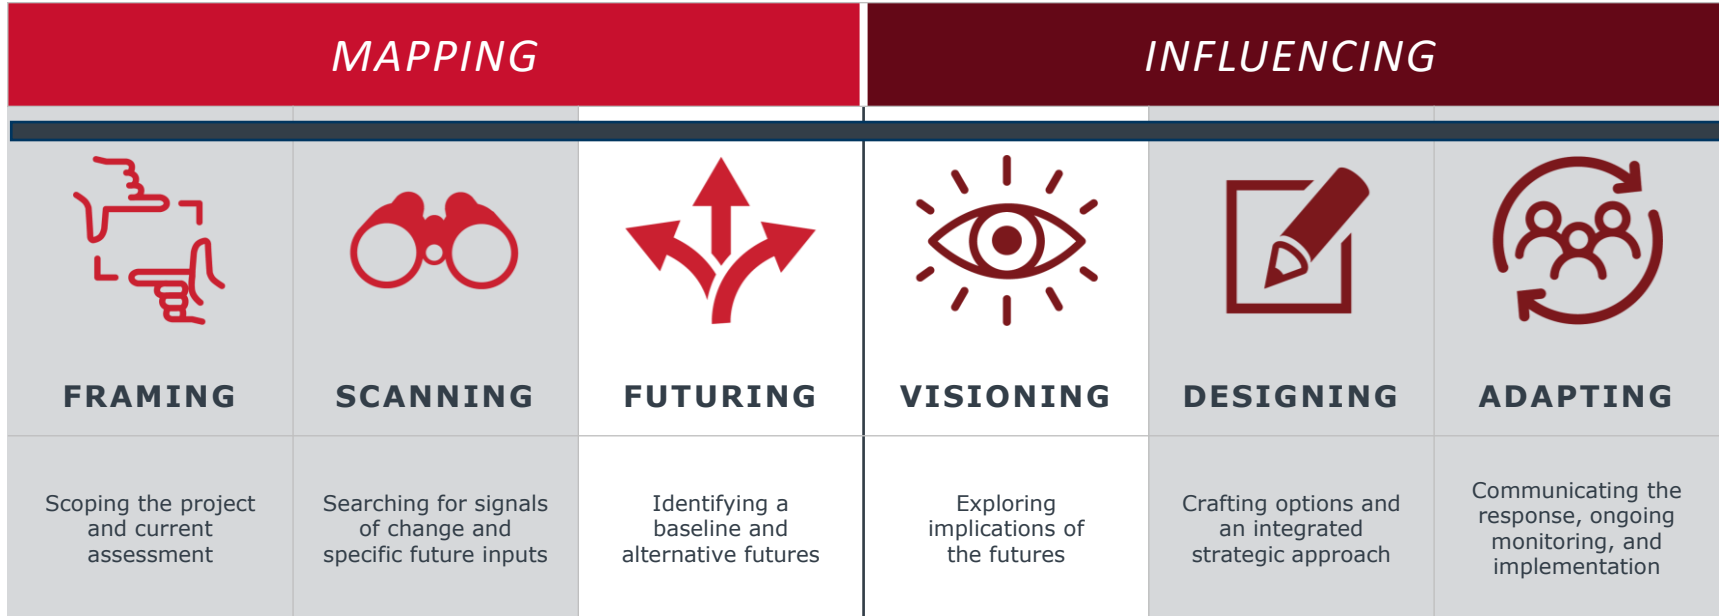 MAPPING
INFLUENCING
FRAMING
SCANNING
FUTURING
VISIONING
DESIGNING
ADAPTING
Scoping the project
and current
assessment
Searching for signals
of change and
specific future inputs
Identifying a
baseline and
alternative futures
Exploring
implications of
the futures
Crafting options and
an integrated
strategic approach
Communicating the
response, ongoing
monitoring, and
implementation